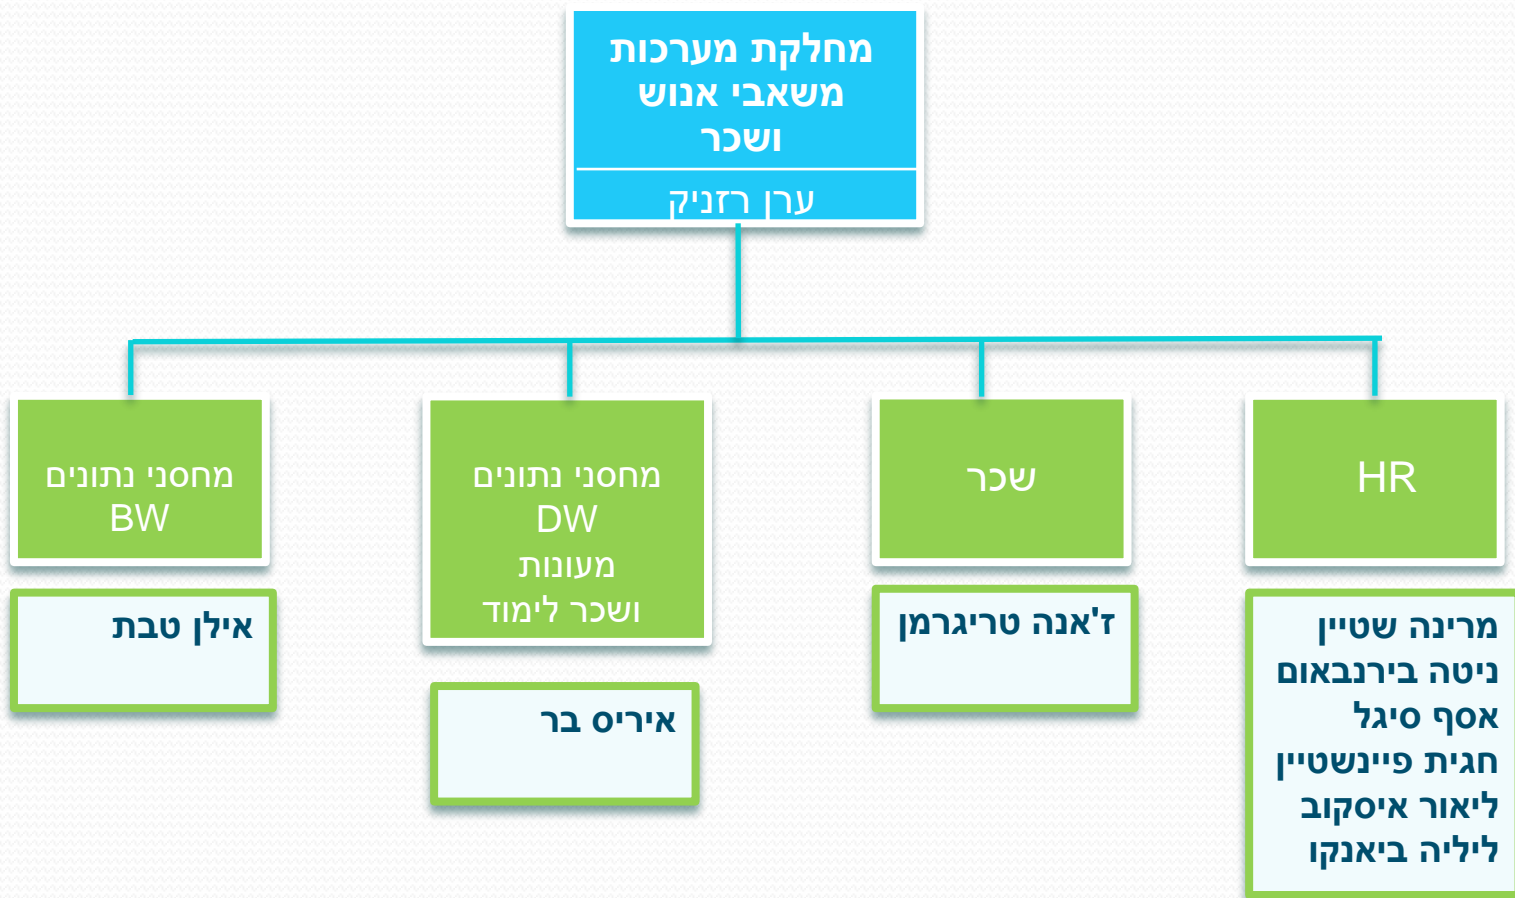 מחלקת מערכות
משאבי אנוש
ושכר
ערן רזניק
HR
מרינה שטיין
ניטה בירנבאום
אסף סיגל
חגית פיינשטיין
ליאור איסקוב
ליליה ביאנקו
שכר
ז'אנה טריגרמן
מחסני נתונים
DW
מעונות
ושכר לימוד
איריס בר
מחסני נתונים
BW
אילן טבת